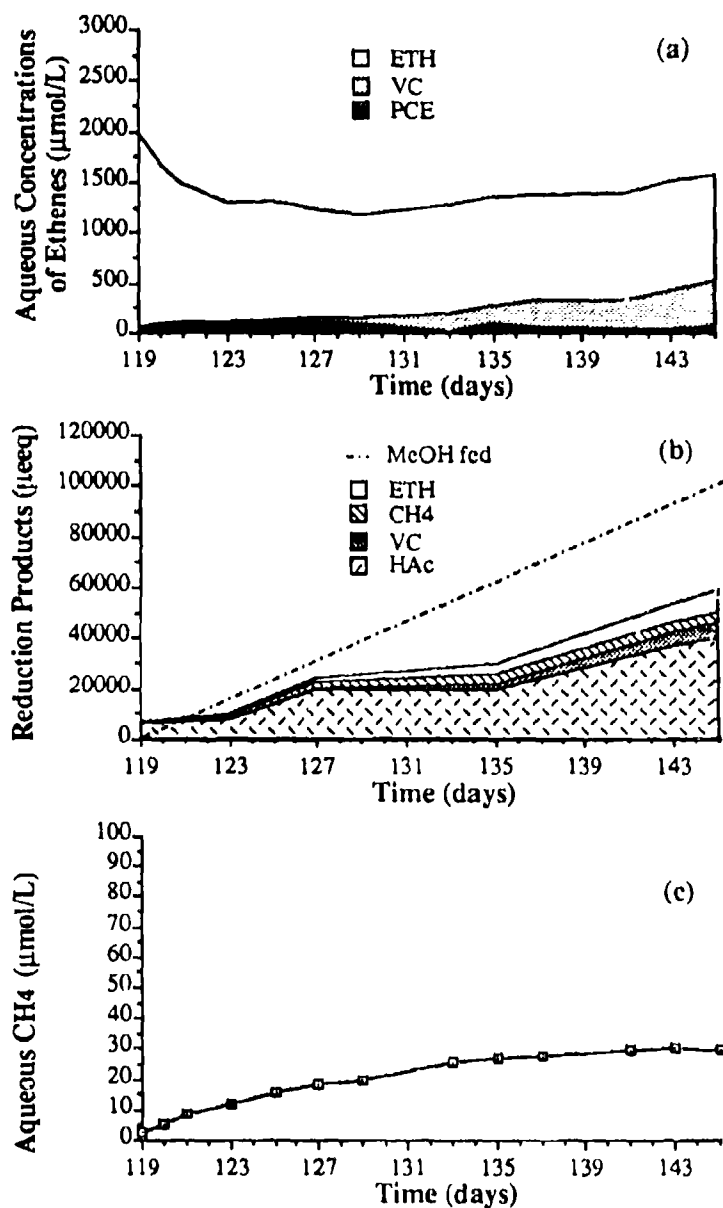 (a)
ETH
VC
PCE
Aqueous Concentrations
of Ethenes (µmol/L)
3000
2500
2000
1500
1000
500
0
119 123 127 131 135 139 143
Time (days)
(b)
MeOH fed
ETH
CH4
VC
HAc
Reduction Products (µeeq)
120000
100000
80000
60000
40000
20000
0
119 123 127 131 135 139 143
Time (days)
(c)
Aqueous CH4 (µmol/L)
100
90
80
70
60
50
40
30
20
10
0
119 123 127 131 135 139 143
Time (days)